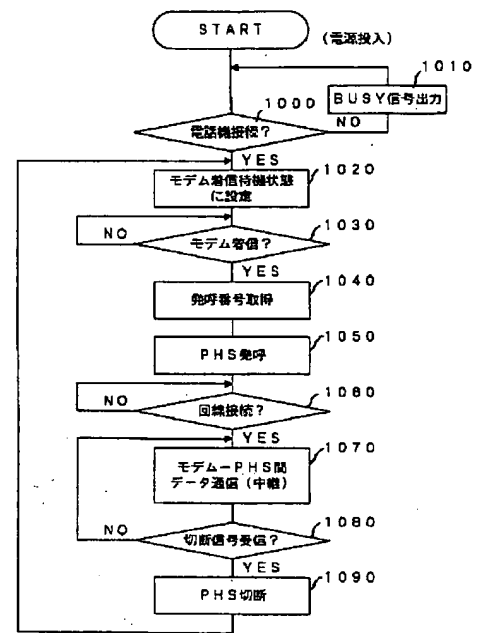 START
(電源投入)
1010
BUSY信号出力
1000
電話機接続?
NO
YES
1020
モデム着信待機状態
に設定
1030
モデム着信?
NO
YES
1040
発呼番号取得
1050
PHS発呼
1060
回線接続?
NO
YES
1070
モデムーPHS間
データ通信(中継)
1080
切断信号受信?
NO
YES
1090
PHS切断